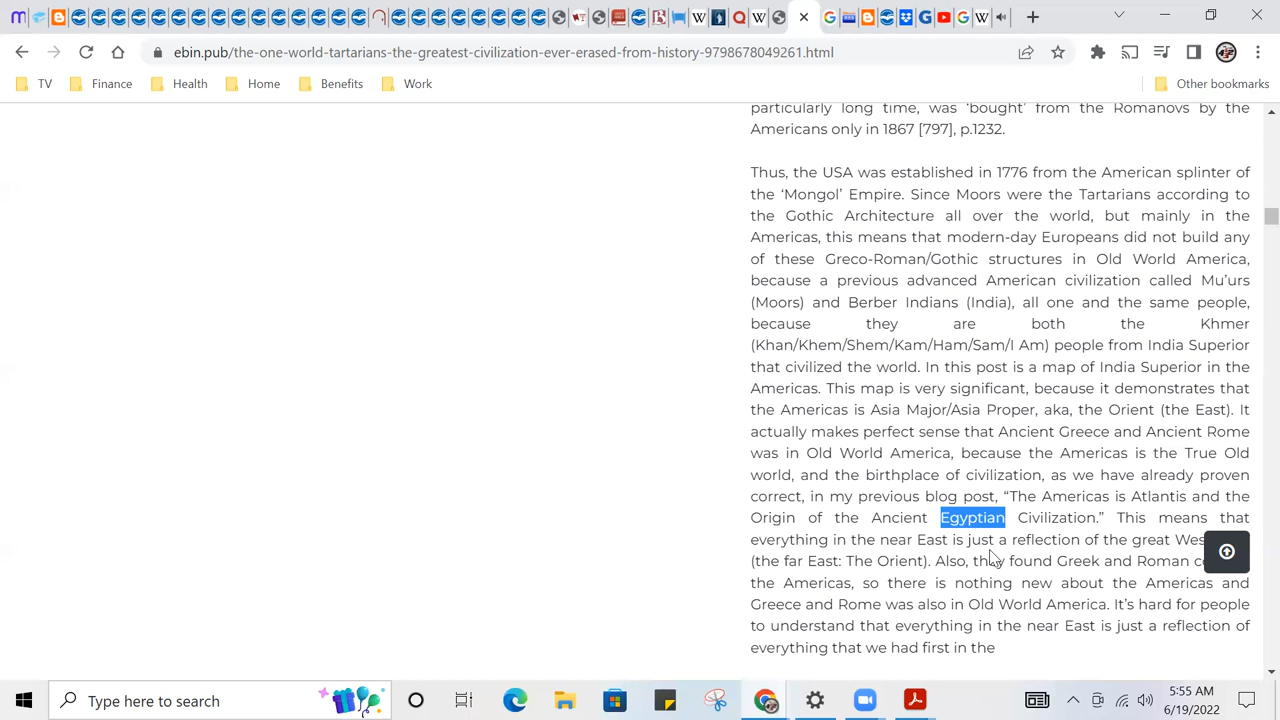 ebin.pub/the-one-world-tartarians-the-greatest-civilization-ever-erased-from-history-9798678049261.html
TV Finance Health Home Benefits Work Other bookmarks
particularly long time, was ‘bought’ from the Romanovs by the
Americans only in 1867 [797], p.1232.
Thus, the USA was established in 1776 from the American splinter of
the ‘Mongol’ Empire. Since Moors were the Tartarians according to
the Gothic Architecture all over the world, but mainly in the
Americas, this means that modern-day Europeans did not build any
of these Greco-Roman/Gothic structures in Old World America,
because a previous advanced American civilization called Mu’urs
(Moors) and Berber Indians (India), all one and the same people,
because they are both the Khmer
(Khan/Khem/Shem/Kam/Ham/Sam/I Am) people from India Superior
that civilized the world. In this post is a map of India Superior in the
Americas. This map is very significant, because it demonstrates that
the Americas is Asia Major/Asia Proper, aka, the Orient (the East). It
actually makes perfect sense that Ancient Greece and Ancient Rome
was in Old World America, because the Americas is the True Old
world, and the birthplace of civilization, as we have already proven
correct, in my previous blog post, “The Americas is Atlantis and the
Origin of the Ancient Egyptian Civilization.” This means that
everything in the near East is just a reflection of the great
(the far East: The Orient). Also, they found Greek and Roman
the Americas, so there is nothing new about the Americas and
Greece and Rome was also in Old World America. It’s hard for people
to understand that everything in the near East is just a reflection of
everything that we had first in the
Type here to search
5:55 AM
6/19/2022